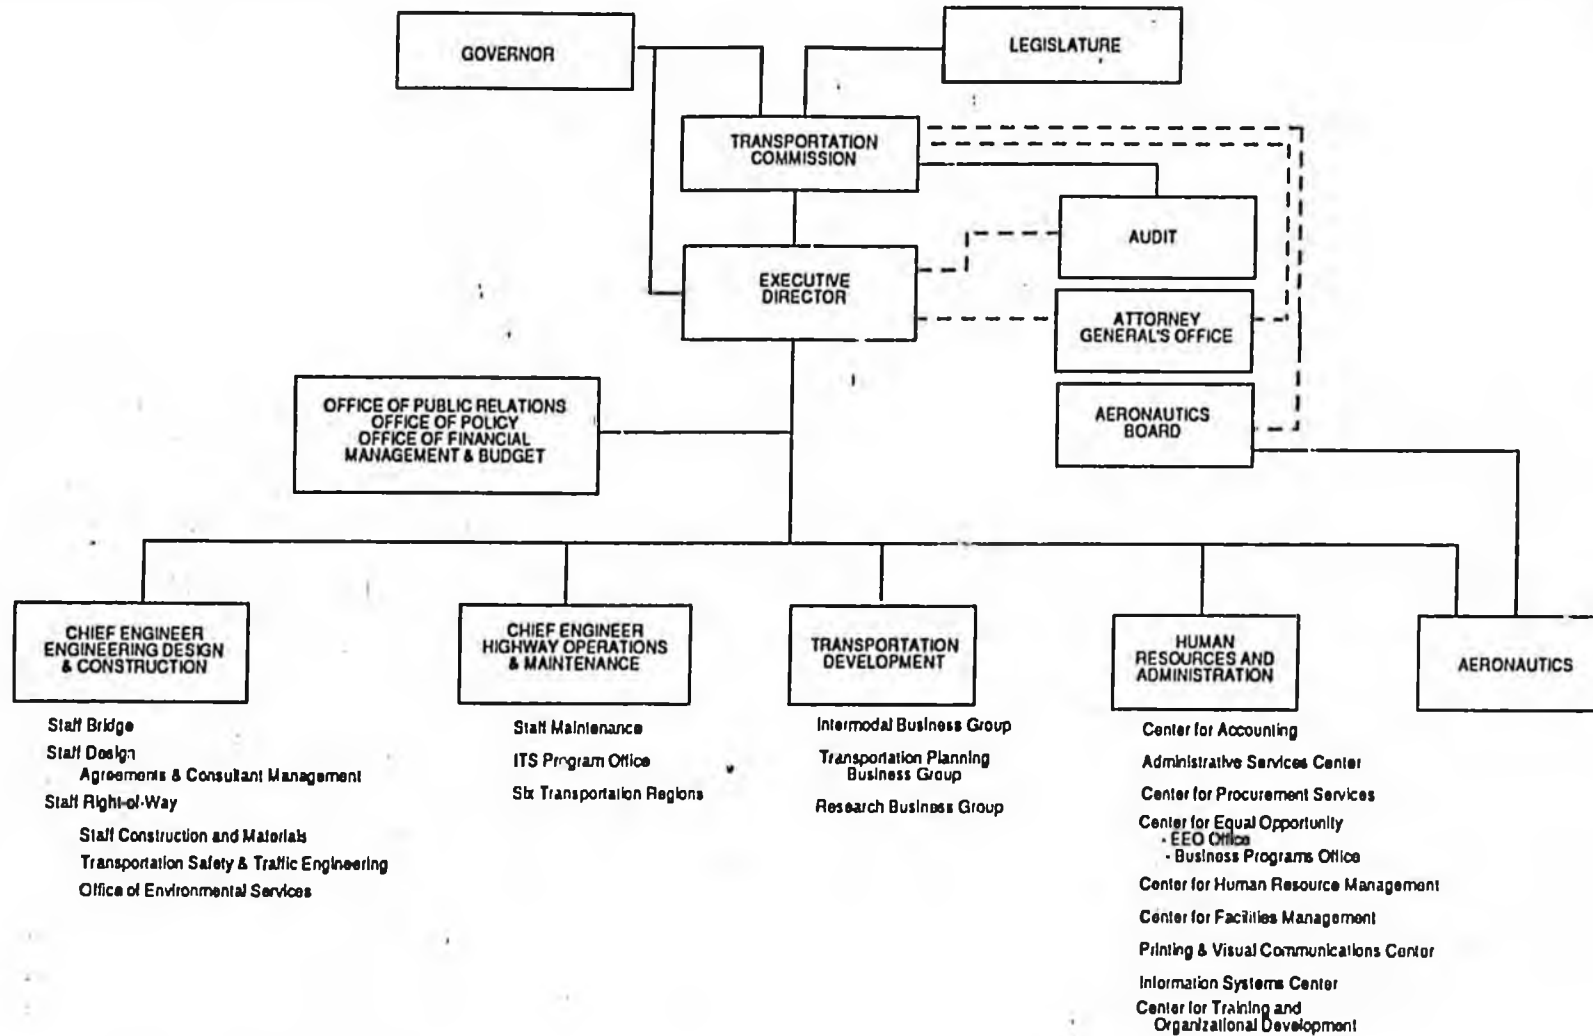 GOVERNOR
LEGISLATURE
TRANSPORTATION
COMMISSION
AUDIT
EXECUTIVE
DIRECTOR
ATTORNEY
GENERAL'S OFFICE
AERONAUTICS
BOARD
OFFICE OF PUBLIC RELATIONS
OFFICE OF POLICY
OFFICE OF FINANCIAL
MANAGEMENT & BUDGET
CHIEF ENGINEER
ENGINEERING DESIGN
& CONSTRUCTION
Staff Bridge
Staff Design
Agreements & Consultant Management
Staff Right-of-Way
Staff Construction and Materials
Transportation Safety & Traffic Engineering
Office of Environmental Services
CHIEF ENGINEER
HIGHWAY OPERATIONS
& MAINTENANCE
Staff Maintenance
ITS Program Office
Six Transportation Regions
TRANSPORTATION
DEVELOPMENT
Intermodal Business Group
Transportation Planning
Business Group
Research Business Group
HUMAN
RESOURCES AND
ADMINISTRATION
Center for Accounting
Administrative Services Center
Center for Procurement Services
Center for Equal Opportunity
- EEO Office
- Business Programs Office
Center for Human Resource Management
Center for Facilities Management
Printing & Visual Communications Center
Information Systems Center
Center for Training and
Organizational Development
AERONAUTICS